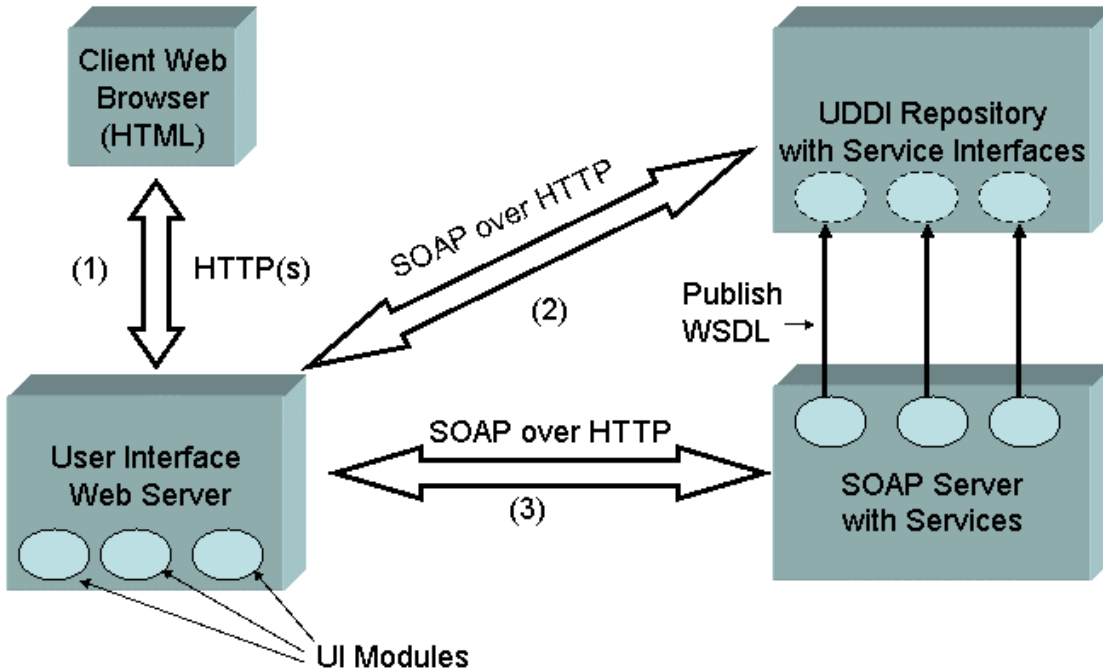 Client Web
Browser
(HTML)
UDDI Repository
with Service Interfaces
SOAP over HTTP
(1)
HTTP(s)
(2)
Publish
WSDL
User Interface
Web Server
SOAP over HTTP
(3)
SOAP Server
with Services
UI Modules